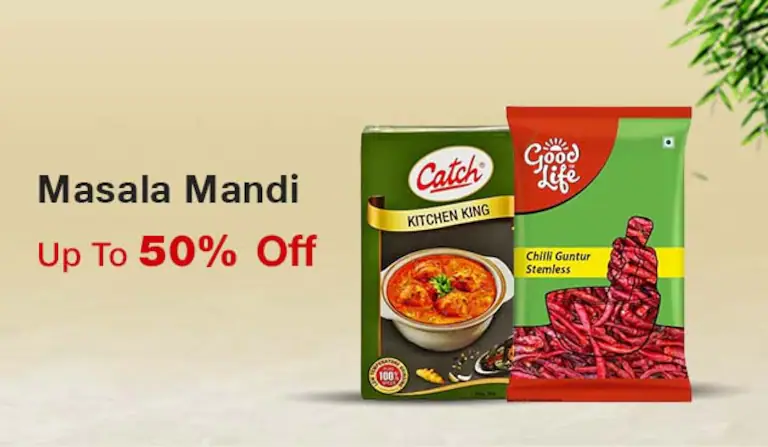 Masala Mandi
Up To 50% Off
Catch®
KITCHEN KING
100%
Good
Life
Chilli Guntur
Stemless